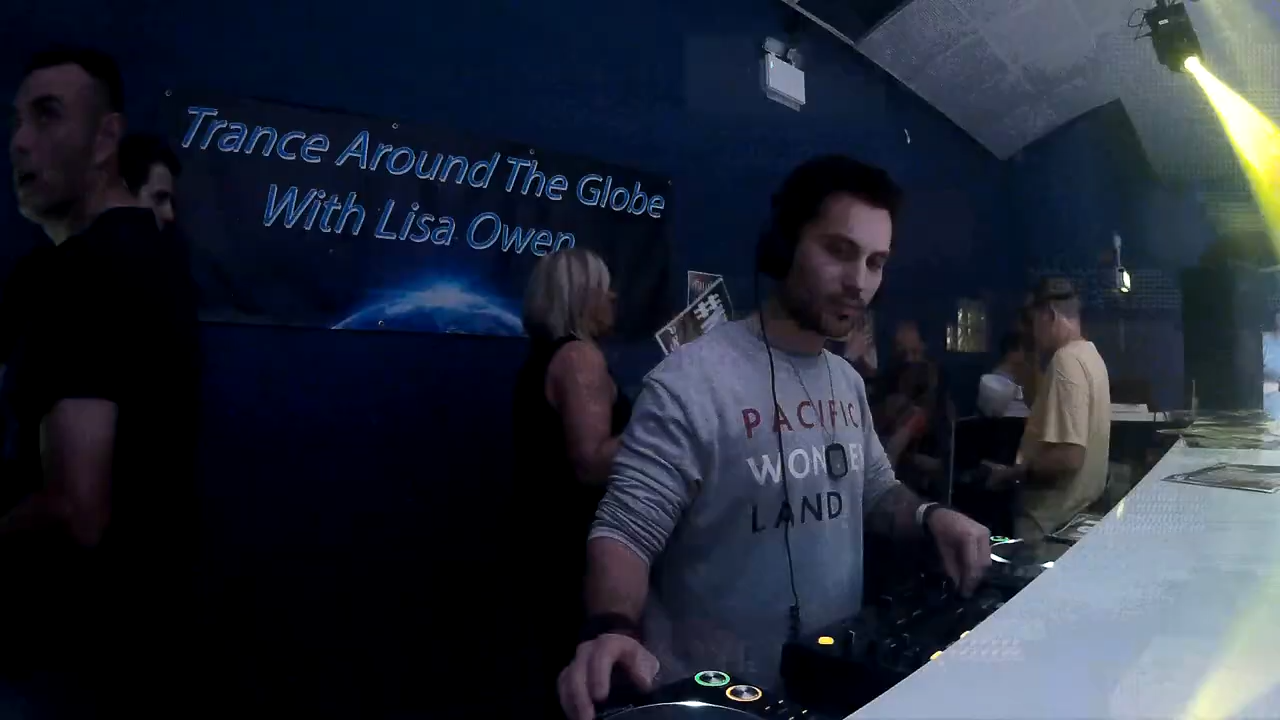 Trance Around The Globe
With Lisa Owen
PACIFIC
WONDER
LAND